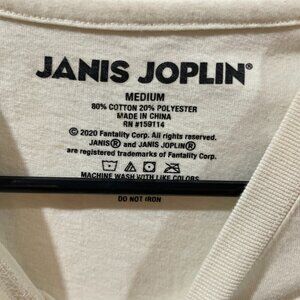 JANIS JOPLIN®
MEDIUM
80% COTTON 20% POLYESTER
MADE IN CHINA
RN #159114
© 2020 Fantality Corp. All rights reserved.
JANIS® and JANIS JOPLIN®
are registered trademarks of Fantality Corp.
MACHINE WASH WITH LIKE COLORS
DO NOT IRON